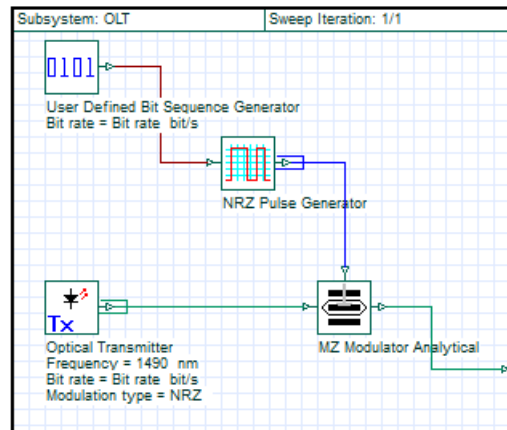 Subsystem: OLT
Sweep Iteration: 1/1
0101
User Defined Bit Sequence Generator
Bit rate = Bit rate bit/s
NRZ Pulse Generator
Tx
Optical Transmitter
Frequency = 1490 nm
Bit rate = Bit rate bit/s
Modulation type = NRZ
MZ Modulator Analytical